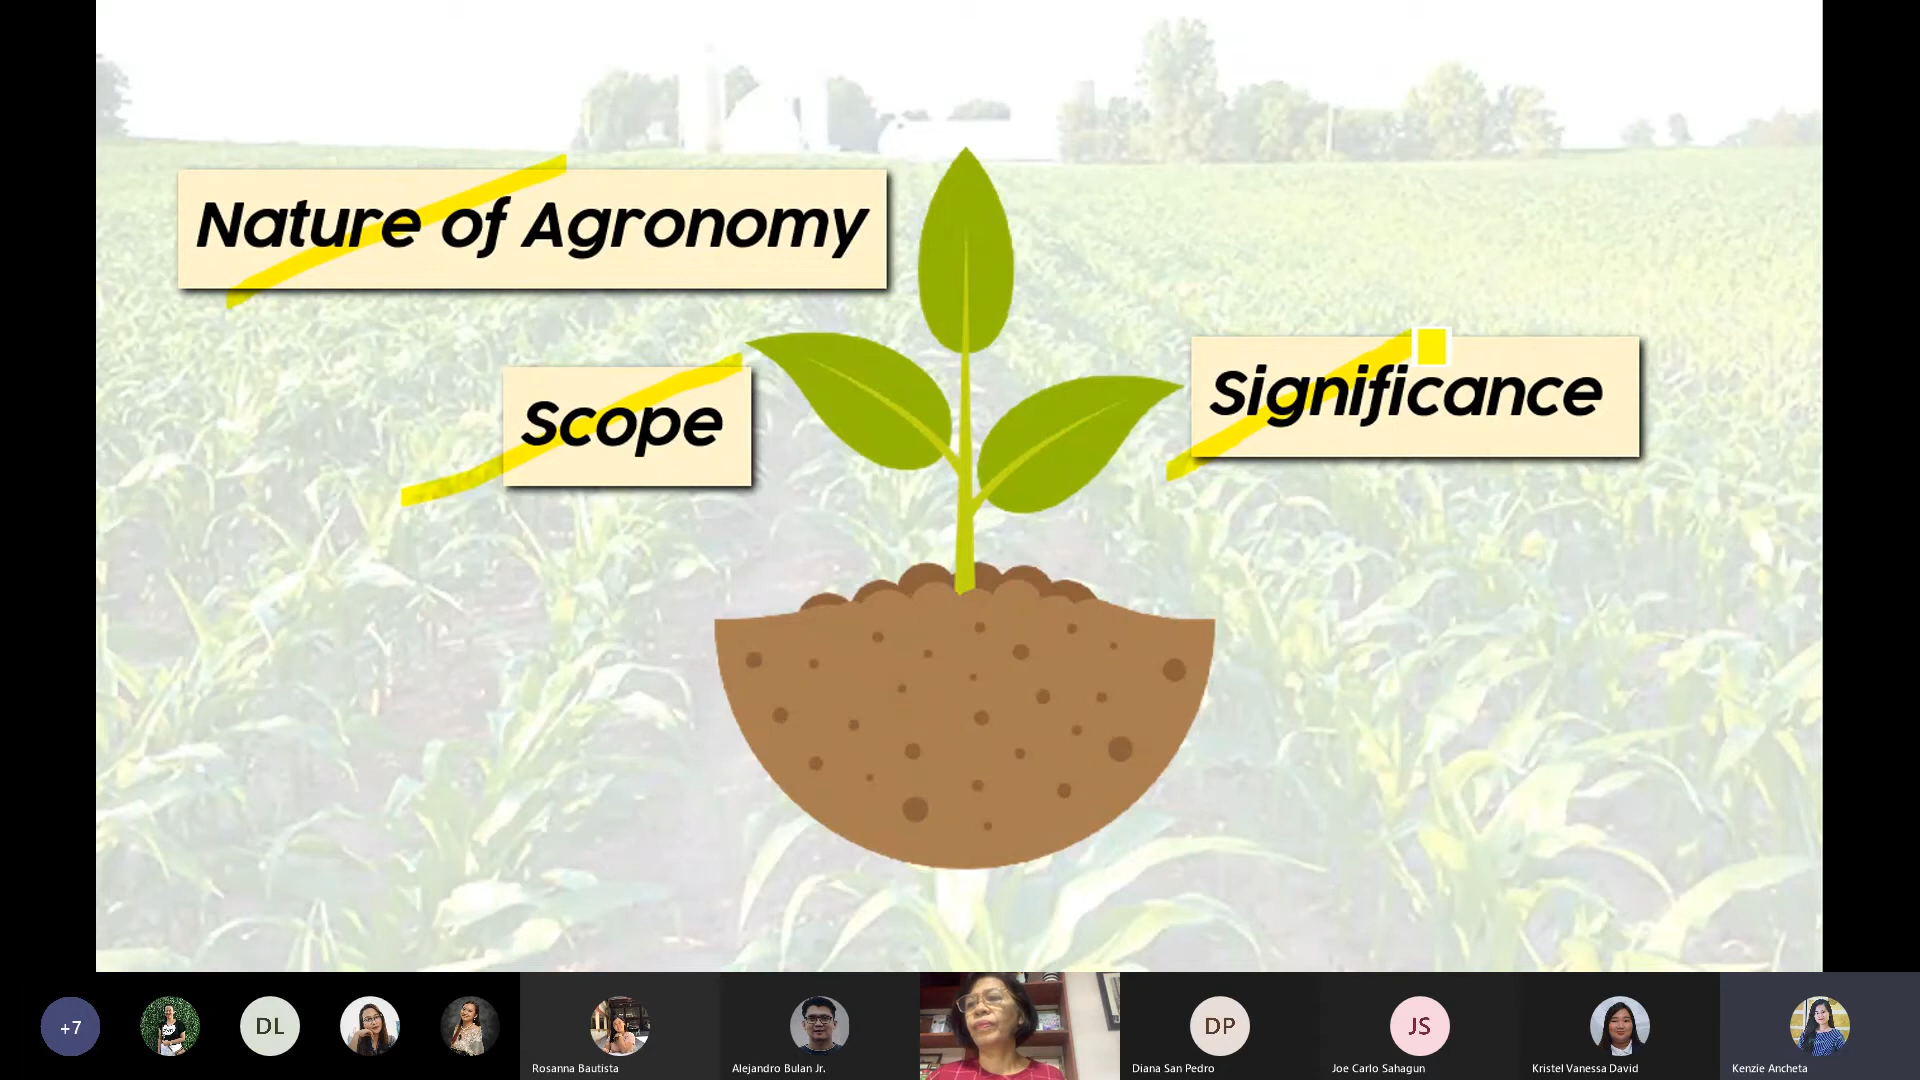 Nature of Agronomy
Scope
Significance
+7
DL
DP
JS
Rosanna Bautista
Alejandro Bulan Jr.
Diana San Pedro
Joe Carlo Sahagun
Kristel Vanessa David
Kenzie Ancheta